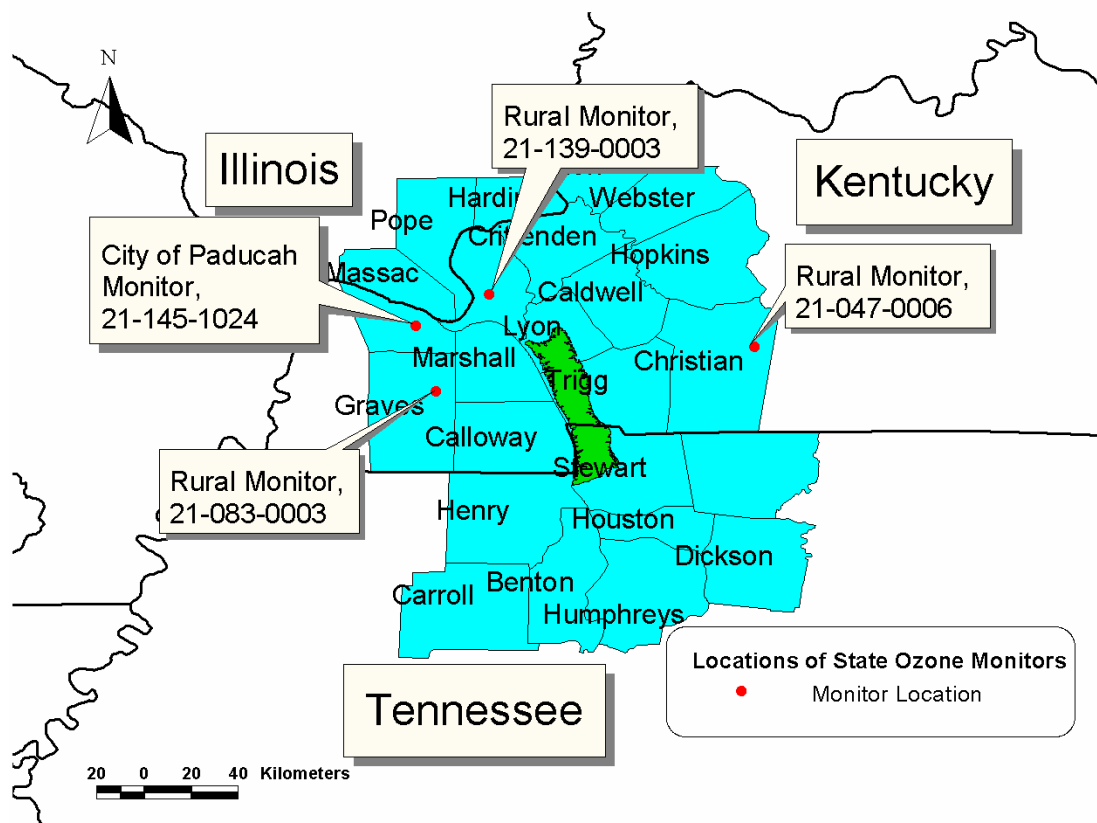 N
Rural Monitor,
21-139-0003
Illinois
Kentucky
Hardin
Webster
Pope
Crittenden
City of Paducah
Monitor,
21-145-1024
Hopkins
Massac
Rural Monitor,
21-047-0006
Caldwell
Lyon
Marshall
Christian
Trigg
Graves
Calloway
Rural Monitor,
21-083-0003
Stewart
Henry
Houston
Dickson
Benton
Carroll
Humphreys
Locations of State Ozone Monitors
Monitor Location
Tennessee
20 0 20 40 Kilometers